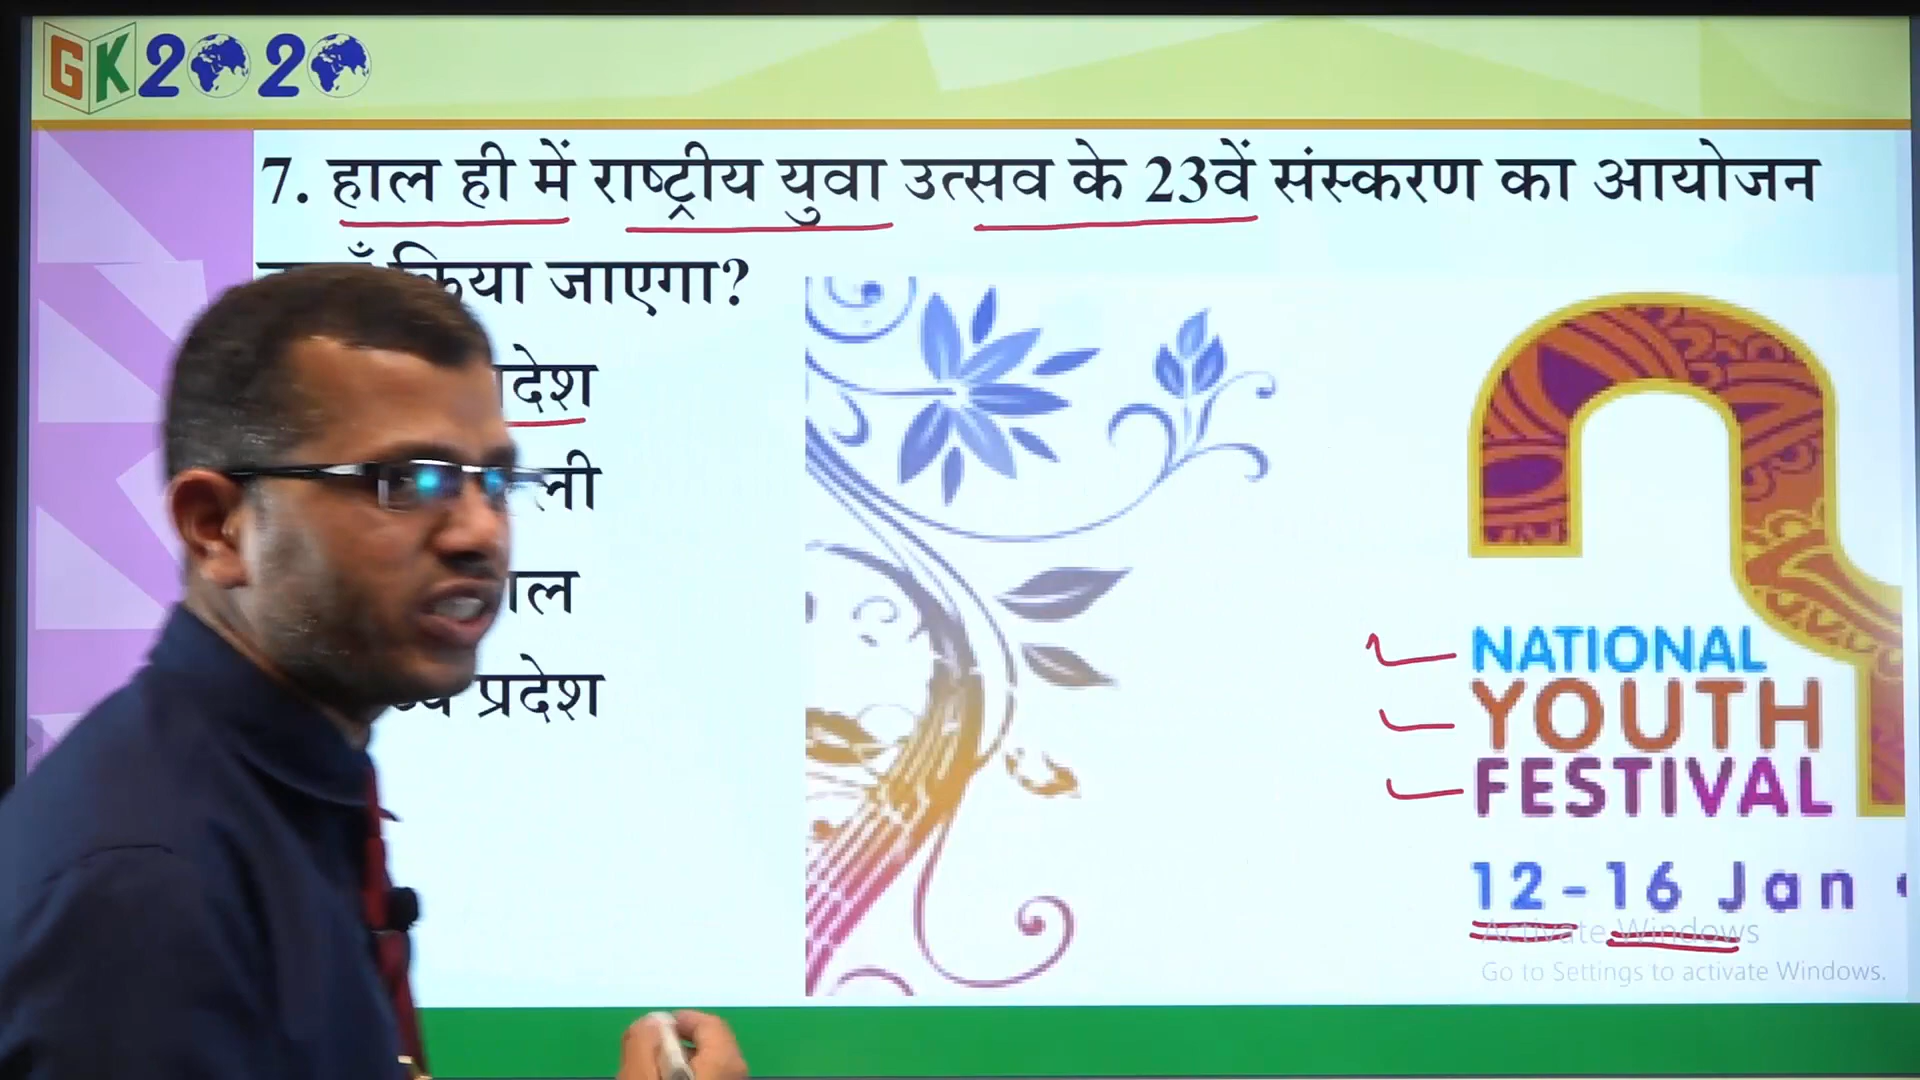 GK2020
7. हाल ही में राष्ट्रीय युवा उत्सव के 23वें संस्करण का आयोजन
किया जाएगा?
प्रदेश
NATIONAL
YOUTH
FESTIVAL
12-16 Jan
Activate Windows
Go to Settings to activate Windows.